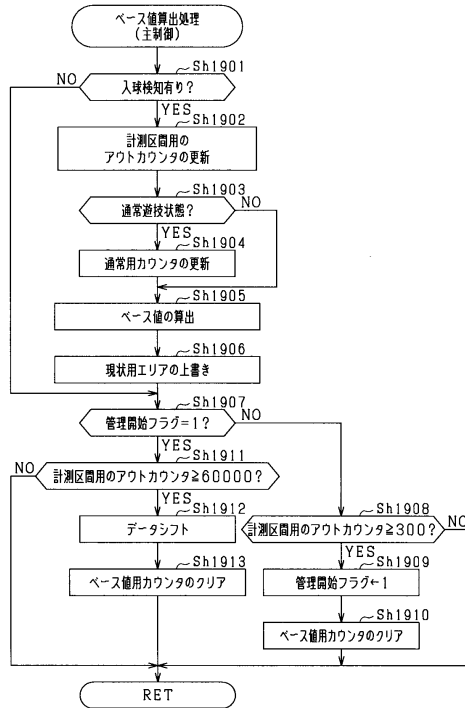 ベース値算出処理
(主制御)
Sh1901
NO
入球検知有り?
YES
Sh1902
計測区間用の
アウトカウンタの更新
Sh1903
通常遊技状態?
NO
YES
Sh1904
通常用カウンタの更新
Sh1905
ベース値の算出
Sh1906
現状用エリアの上書き
Sh1907
管理開始フラグ=1?
NO
YES
Sh1911
NO
計測区間用のアウトカウンタ≧60000?
YES
Sh1912
データシフト
Sh1908
計測区間用のアウトカウンタ≧300?
NO
YES
Sh1913
ベース値用カウンタのクリア
Sh1909
管理開始フラグ←1
Sh1910
ベース値用カウンタのクリア
RET